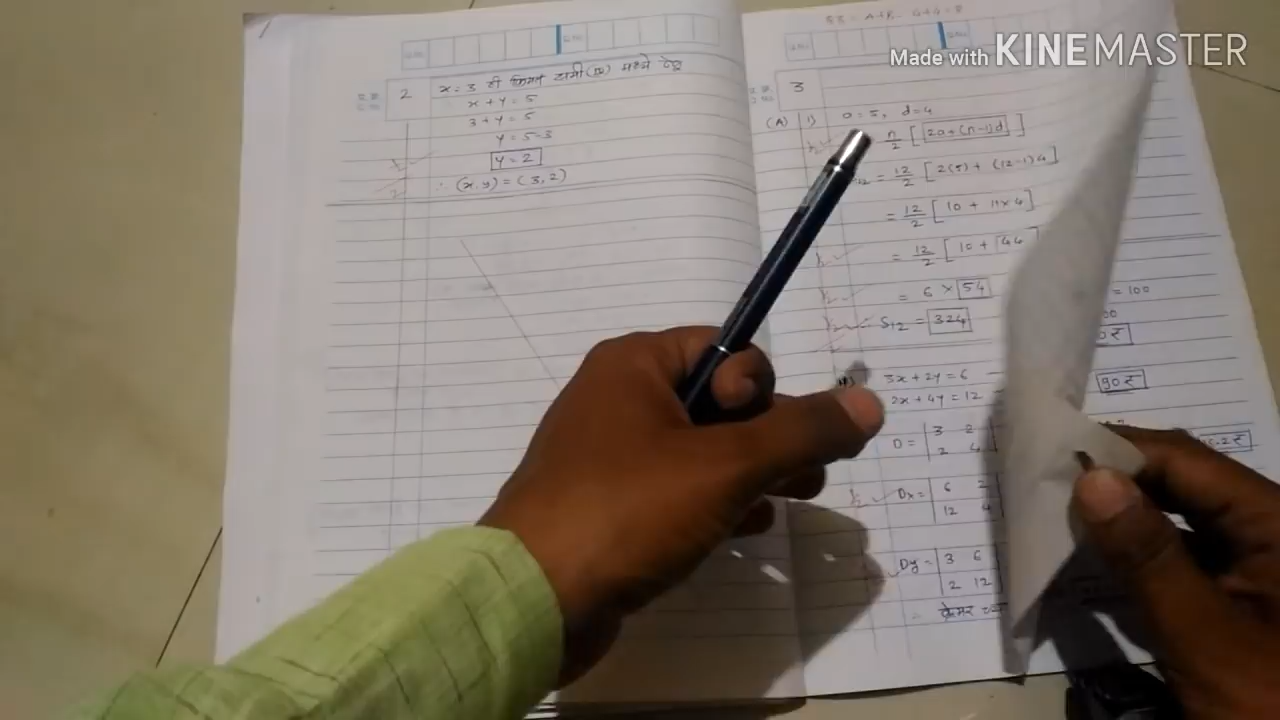 Made with KINEMASTER
2
x = 3 ही किंमत
x + y = 5
3 + y = 5
y = 5-3
y = 2
∴ (x, y) = (3, 2)
3
(A) 1) a = 5, d = 4
n/2 [ 2a+(n-1)d ]
= 12/2 [ 2(5) + (12-1)4 ]
= 12/2 [ 10 + 11×4 ]
= 12/2 [ 10 + 44
= 6 × 54
S12 = 324
= 100
3x + 2y = 6
2x + 4y = 12
90₹
D = | 3 2
2 4 |
Dx = | 6 2
12 4 |
Dy = | 3 6
2 12 |